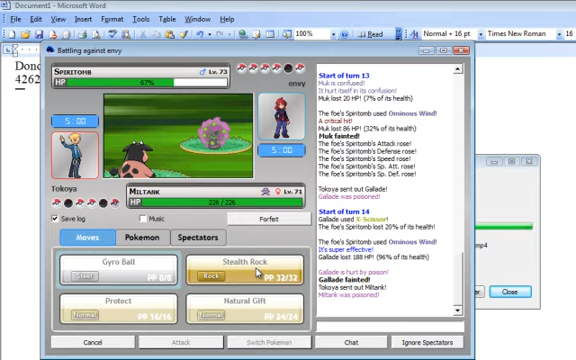 Document1 - Microsoft Word
File Edit View Insert Format Tools Table Window Help
100% Read Normal + 16 pt Times New Roman 16
4262
Battling against envy
SPIRITOMB Lv. 73
HP 67%
envy
5:00
5:00
Tokoya
MILTANK Lv. 71
HP 226 / 226
Save log Music Forfeit
Moves Pokemon Spectators
Gyro Ball
Steel PP 8/8
Stealth Rock
Rock PP 32/32
Protect
Normal PP 16/16
Natural Gift
Normal PP 24/24
Cancel Attack Switch Pokemon Chat Ignore Spectators
Start of turn 13
Muk is confused!
It hurt itself in its confusion!
Muk lost 20 HP! (7% of its health)
The foe's Spiritomb used Ominous Wind!
A critical hit!
Muk lost 86 HP! (32% of its health)
Muk fainted!
The foe's Spiritomb's Attack rose!
The foe's Spiritomb's Defense rose!
The foe's Spiritomb's Speed rose!
The foe's Spiritomb's Sp. Att. rose!
The foe's Spiritomb's Sp. Def. rose!
Tokoya sent out Gallade!
Gallade was poisoned!
Start of turn 14
Gallade used X-Scissor!
The foe's Spiritomb lost 20% of its health!
The foe's Spiritomb used Ominous Wind!
It's super effective!
Gallade lost 188 HP! (96% of its health)
Gallade is hurt by poison!
Gallade fainted!
Tokoya sent out Miltank!
Miltank was poisoned!
mp4
Close